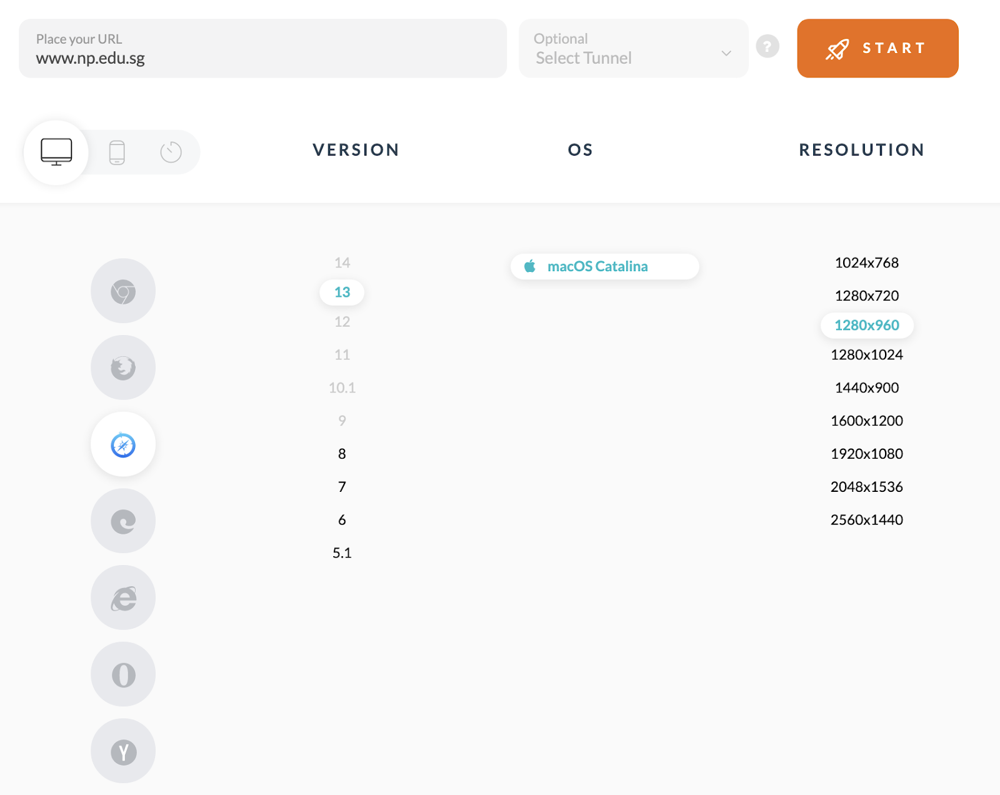 Place your URL
www.np.edu.sg
Optional
Select Tunnel
?
START
VERSION
OS
RESOLUTION
14
13
12
11
10.1
9
8
7
6
5.1
macOS Catalina
1024x768
1280x720
1280x960
1280x1024
1440x900
1600x1200
1920x1080
2048x1536
2560x1440